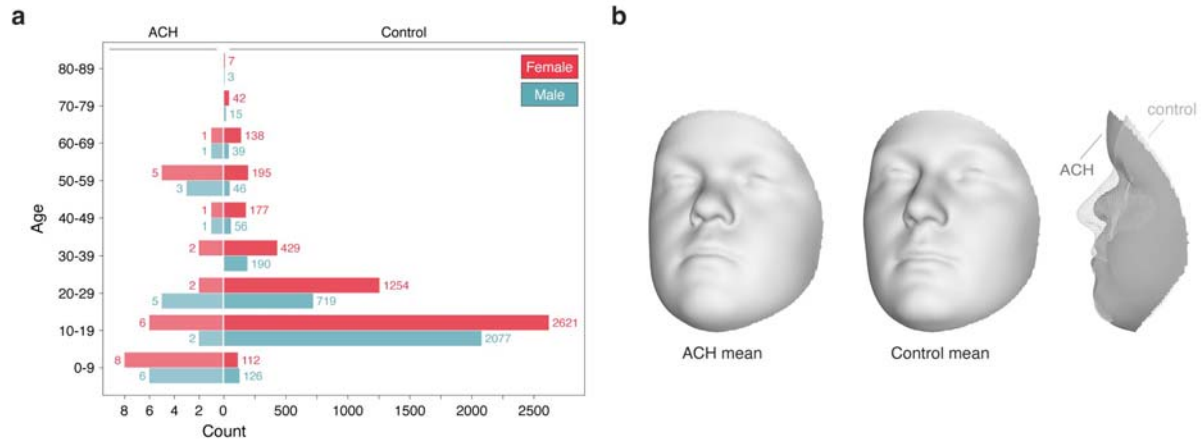 a
ACH Control
Female
Male
Age
80-89 7
3
70-79 42
15
60-69 1 138
1 39
50-59 5 195
3 46
40-49 1 177
1 56
30-39 2 429
190
20-29 2 1254
5 719
10-19 6 2621
2 2077
0-9 8 112
6 126
8 6 4 2 0 500 1000 1500 2000 2500
Count
b
control
ACH
ACH mean
Control mean